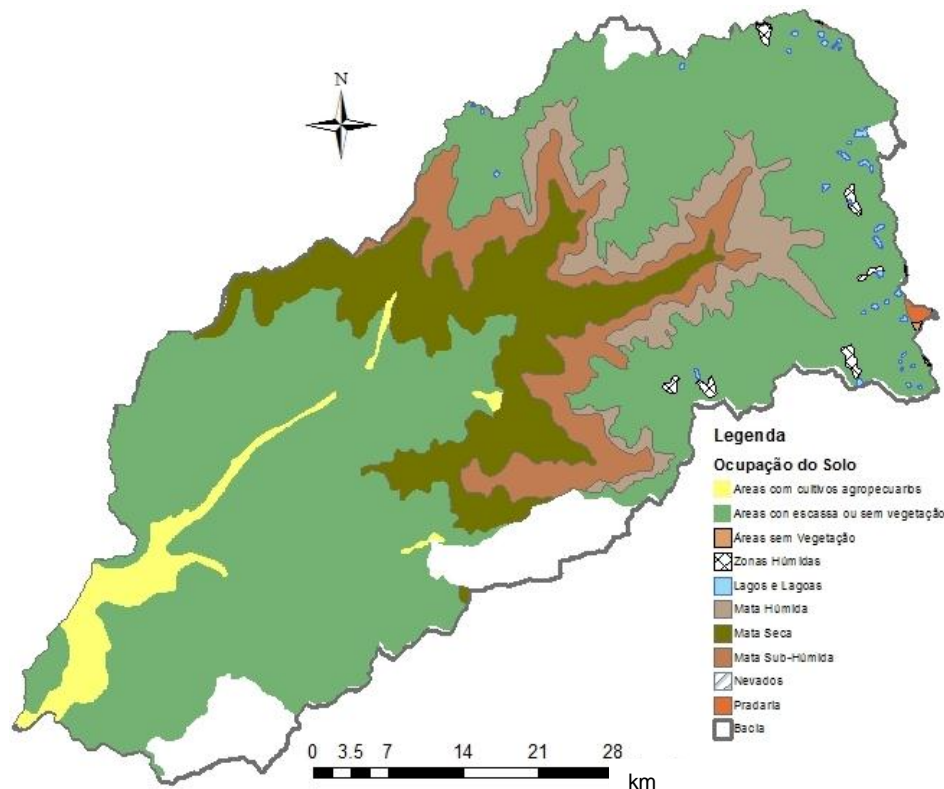 N
Legenda
Ocupação do Solo
Areas com cultivos agropecuarios
Areas con escassa ou sem vegetação
Areas sem Vegetação
Zonas Húmidas
Lagos e Lagoas
Mata Húmida
Mata Seca
Mata Sub-Húmida
Nevados
Pradaria
Bacia
0 3.5 7 14 21 28
km